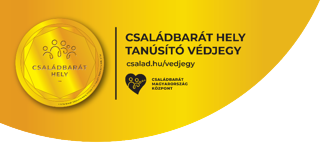 CSALÁDBARÁT
HELY
CSALÁDBARÁT HELY
TANÚSÍTÓ VÉDJEGY
csalad.hu/vedjegy
CSALÁDBARÁT
MAGYARORSZÁG
KÖZPONT